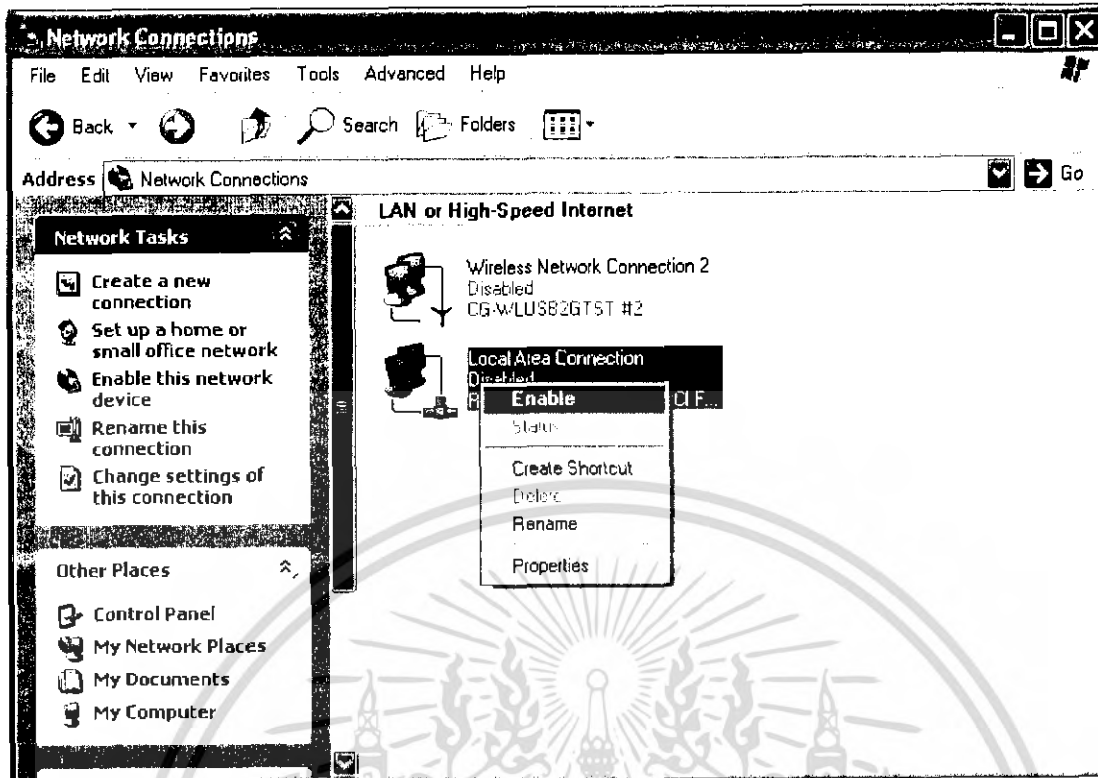 Network Connections
File Edit View Favorites Tools Advanced Help
Back Search Folders
Address Network Connections Go
Network Tasks
Create a new
connection
Set up a home or
small office network
Enable this network
device
Rename this
connection
Change settings of
this connection
Other Places
Control Panel
My Network Places
My Documents
My Computer
LAN or High-Speed Internet
Wireless Network Connection 2
Disabled
CG-WLUSB2GTST #2
Local Area Connection
Disabled
R
Enable
Status
Create Shortcut
Delete
Rename
Properties